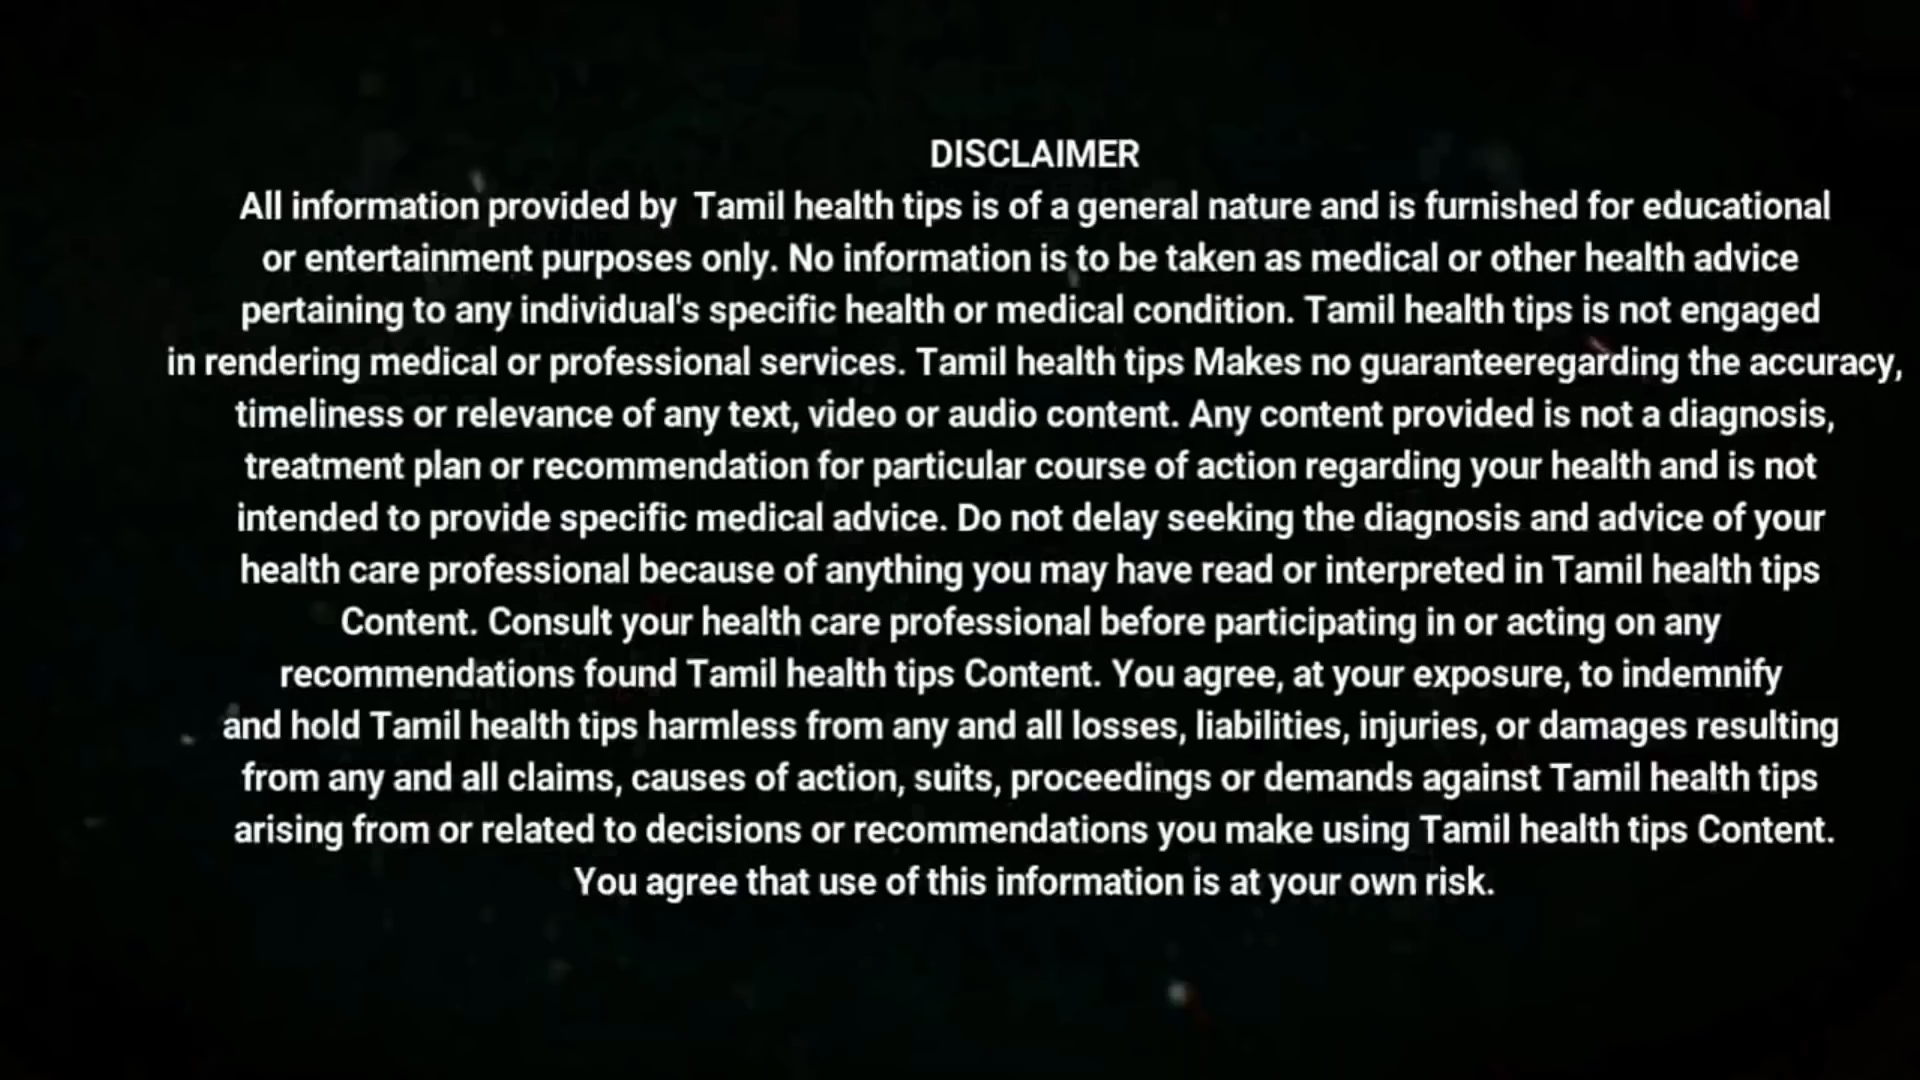 DISCLAIMER
All information provided by  Tamil health tips is of a general nature and is furnished for educational
or entertainment purposes only. No information is to be taken as medical or other health advice
pertaining to any individual's specific health or medical condition. Tamil health tips is not engaged
in rendering medical or professional services. Tamil health tips Makes no guaranteeregarding the accuracy,
timeliness or relevance of any text, video or audio content. Any content provided is not a diagnosis,
treatment plan or recommendation for particular course of action regarding your health and is not
intended to provide specific medical advice. Do not delay seeking the diagnosis and advice of your
health care professional because of anything you may have read or interpreted in Tamil health tips
Content. Consult your health care professional before participating in or acting on any
recommendations found Tamil health tips Content. You agree, at your exposure, to indemnify
and hold Tamil health tips harmless from any and all losses, liabilities, injuries, or damages resulting
from any and all claims, causes of action, suits, proceedings or demands against Tamil health tips
arising from or related to decisions or recommendations you make using Tamil health tips Content.
You agree that use of this information is at your own risk.